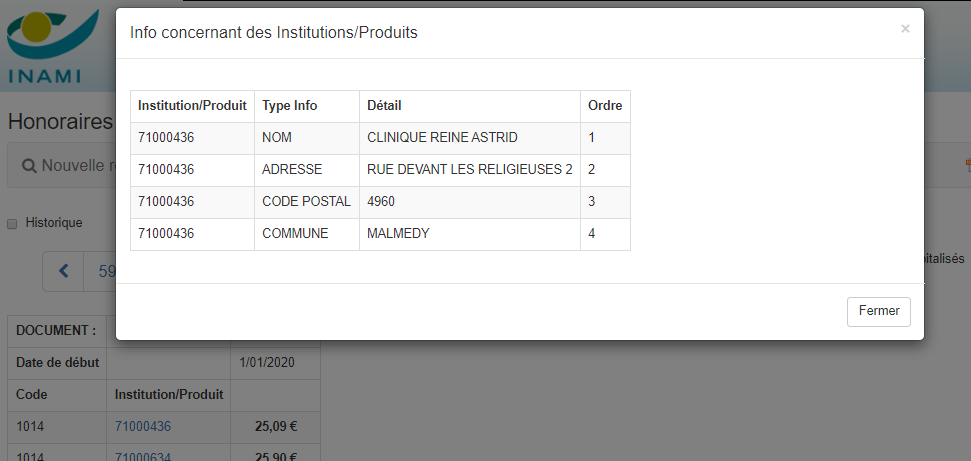 INAMI
Info concernant des Institutions/Produits
×
Institution/Produit Type Info Détail Ordre
71000436 NOM CLINIQUE REINE ASTRID 1
71000436 ADRESSE RUE DEVANT LES RELIGIEUSES 2 2
71000436 CODE POSTAL 4960 3
71000436 COMMUNE MALMEDY 4
Fermer
Honoraires
Nouvelle re
Historique
59
italisés
DOCUMENT :
Date de début 1/01/2020
Code Institution/Produit
1014 71000436 25,09 €
1014 71000634 25,90 €